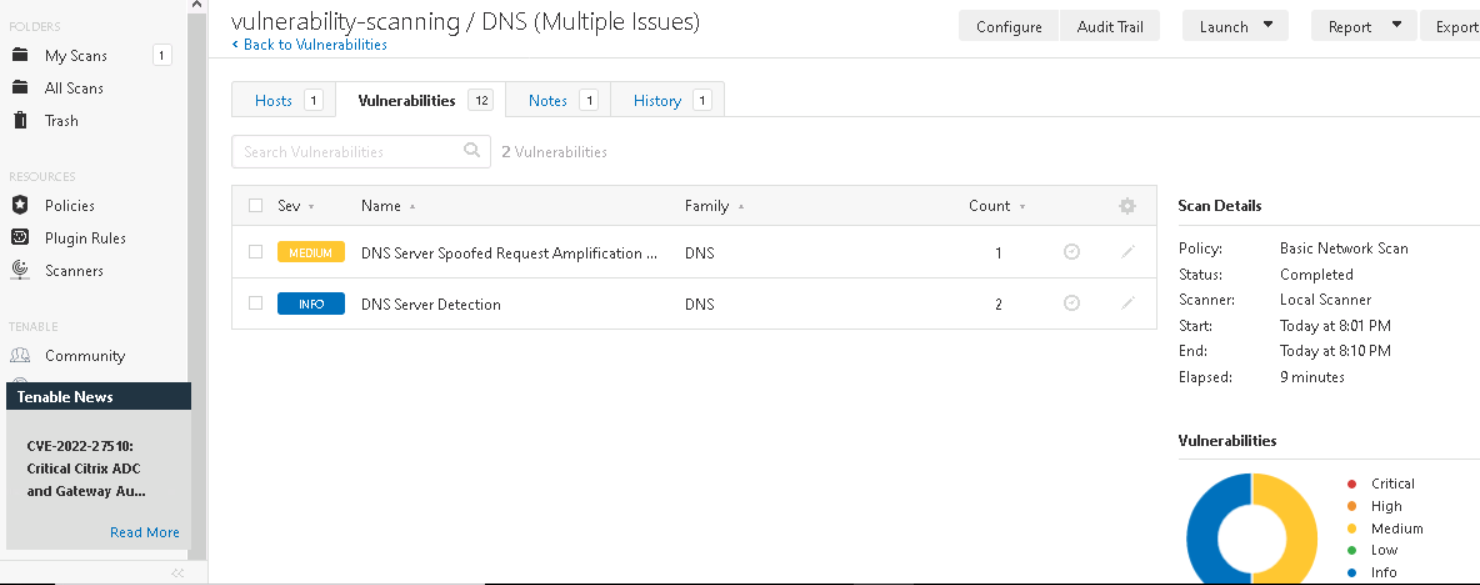 FOLDERS
My Scans 1
All Scans
Trash
RESOURCES
Policies
Plugin Rules
Scanners
TENABLE
Community
Tenable News
CVE-2022-27510:
Critical Citrix ADC
and Gateway Au...
Read More
vulnerability-scanning / DNS (Multiple Issues)
< Back to Vulnerabilities
Configure Audit Trail Launch Report Export
Hosts 1 Vulnerabilities 12 Notes 1 History 1
Search Vulnerabilities 2 Vulnerabilities
Sev Name Family Count
MEDIUM DNS Server Spoofed Request Amplification ... DNS 1
INFO DNS Server Detection DNS 2
Scan Details
Policy: Basic Network Scan
Status: Completed
Scanner: Local Scanner
Start: Today at 8:01 PM
End: Today at 8:10 PM
Elapsed: 9 minutes
Vulnerabilities
Critical
High
Medium
Low
Info